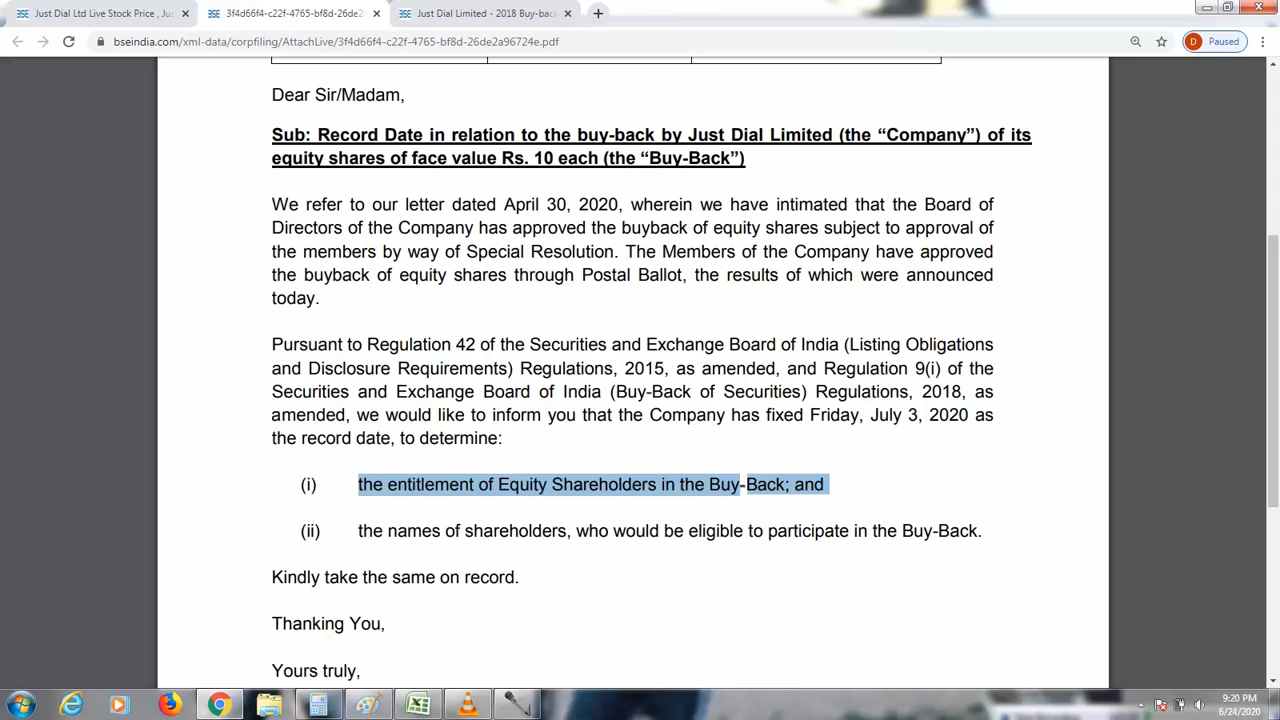 Just Dial Ltd Live Stock Price , Jus
3f4d66f4-c22f-4765-bf8d-26de2
Just Dial Limited - 2018 Buy-back
bseindia.com/xml-data/corpfiling/AttachLive/3f4d66f4-c22f-4765-bf8d-26de2a35724e.pdf
D Paused
Dear Sir/Madam,
Sub: Record Date in relation to the buy-back by Just Dial Limited (the “Company”) of its
equity shares of face value Rs. 10 each (the “Buy-Back”)
We refer to our letter dated April 30, 2020, wherein we have intimated that the Board of
Directors of the Company has approved the buyback of equity shares subject to approval of
the members by way of Special Resolution. The Members of the Company have approved
the buyback of equity shares through Postal Ballot, the results of which were announced
today.
Pursuant to Regulation 42 of the Securities and Exchange Board of India (Listing Obligations
and Disclosure Requirements) Regulations, 2015, as amended, and Regulation 9(i) of the
Securities and Exchange Board of India (Buy-Back of Securities) Regulations, 2018, as
amended, we would like to inform you that the Company has fixed Friday, July 3, 2020 as
the record date, to determine:
(i) the entitlement of Equity Shareholders in the Buy-Back; and
(ii) the names of shareholders, who would be eligible to participate in the Buy-Back.
Kindly take the same on record.
Thanking You,
Yours truly,
9:20 PM
6/24/2020